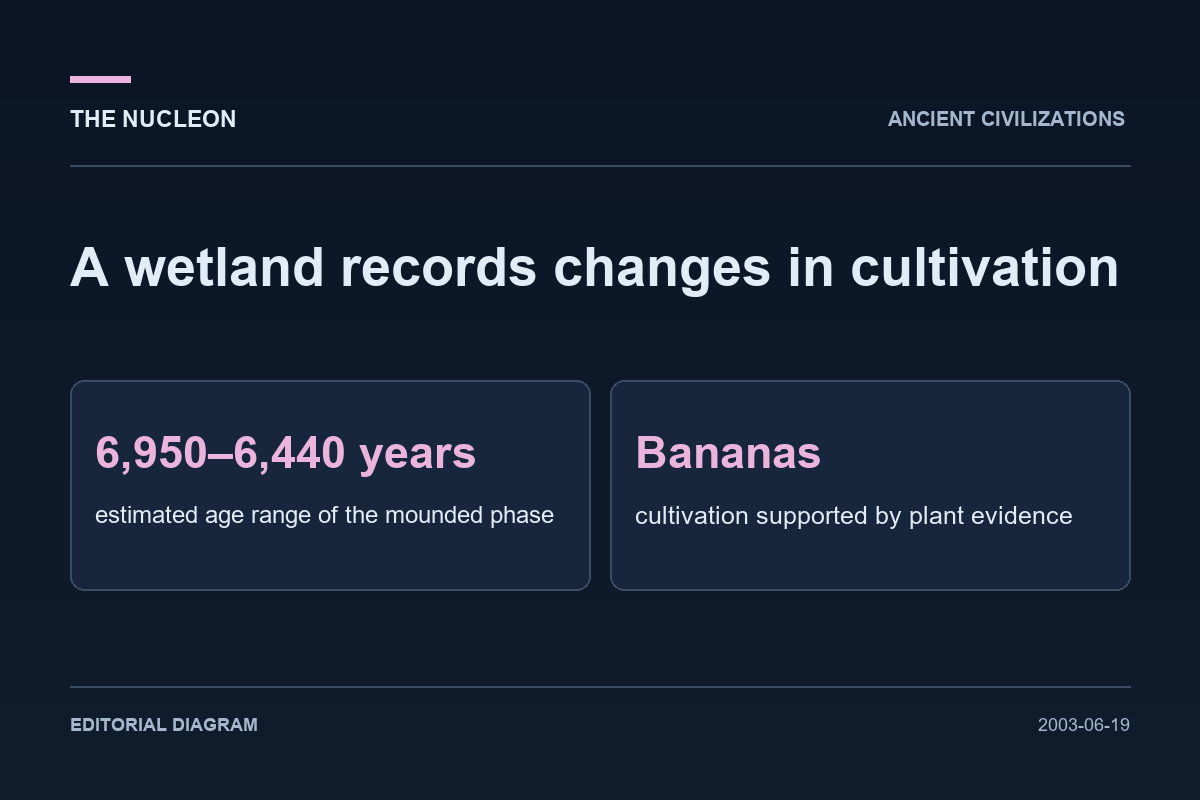 THE NUCLEON
ANCIENT CIVILIZATIONS
A wetland records changes in cultivation
6,950–6,440 years
estimated age range of the mounded phase
Bananas
cultivation supported by plant evidence
EDITORIAL DIAGRAM
2003-06-19